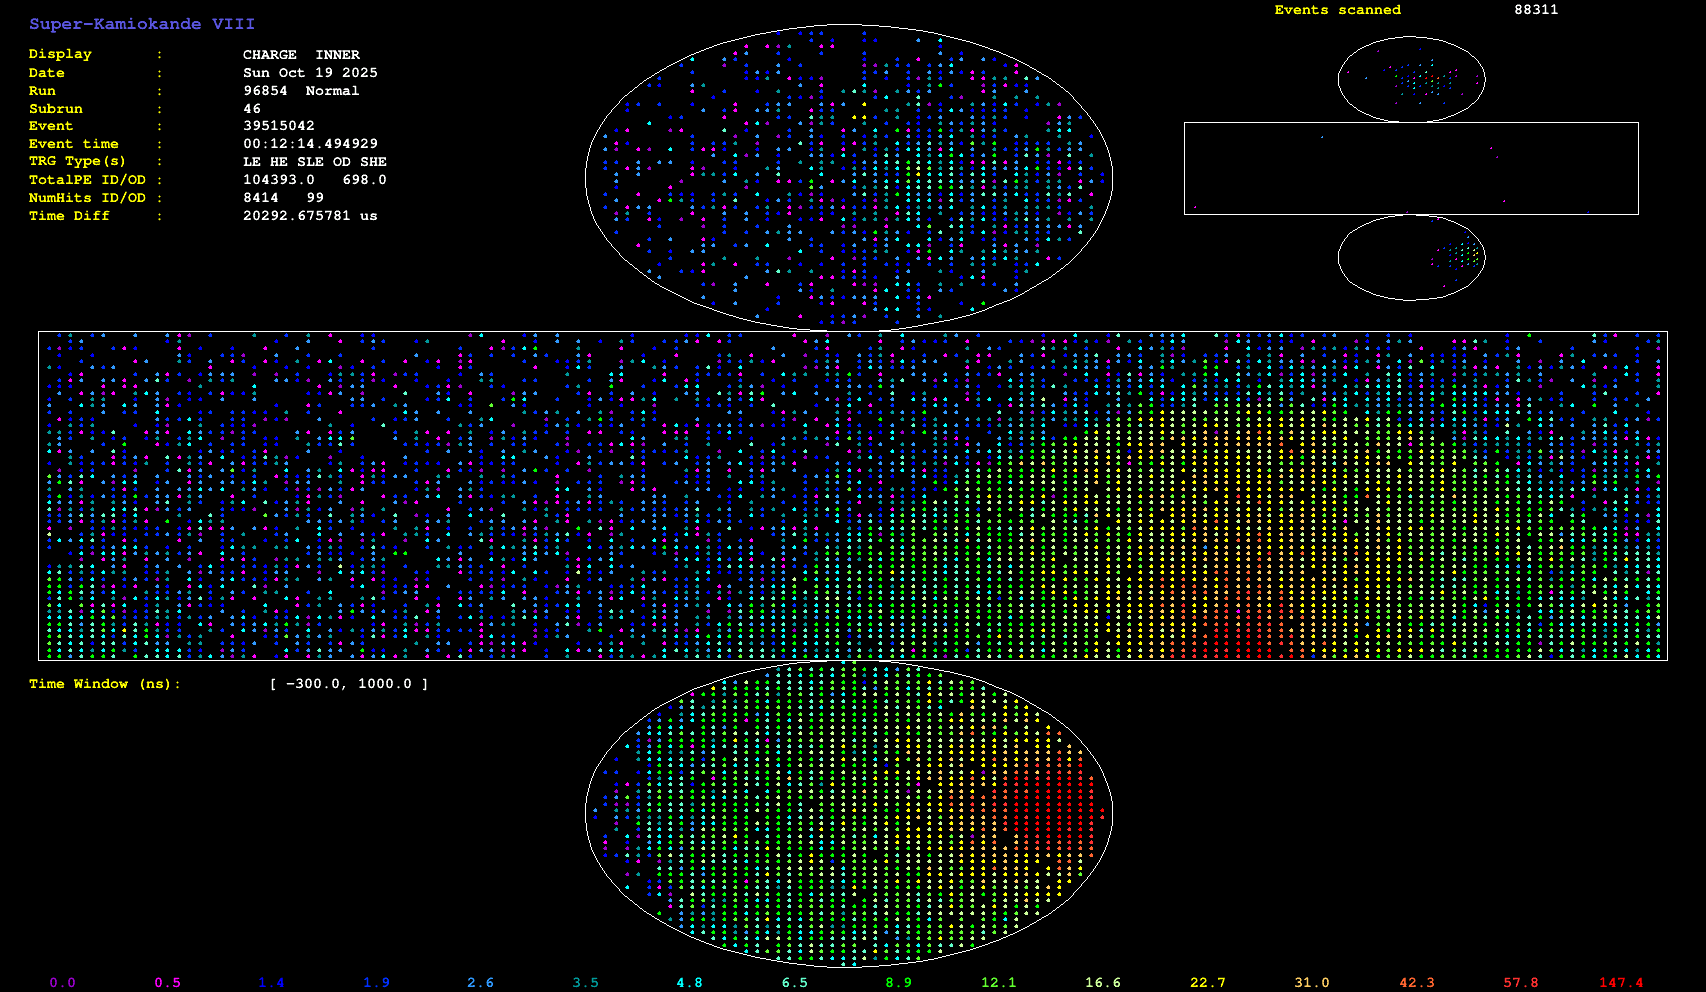 Super-Kamiokande VIII
Events scanned 88311
Display : CHARGE INNER
Date : Sun Oct 19 2025
Run : 96854 Normal
Subrun : 46
Event : 39515042
Event time : 00:12:14.494929
TRG Type(s) : LE HE SLE OD SHE
TotalPE ID/OD : 104393.0 698.0
NumHits ID/OD : 8414 99
Time Diff : 20292.675781 us
Time Window (ns): [ -300.0, 1000.0 ]
0.0 0.5 1.4 1.9 2.6 3.5 4.8 6.5 8.9 12.1 16.6 22.7 31.0 42.3 57.8 147.4